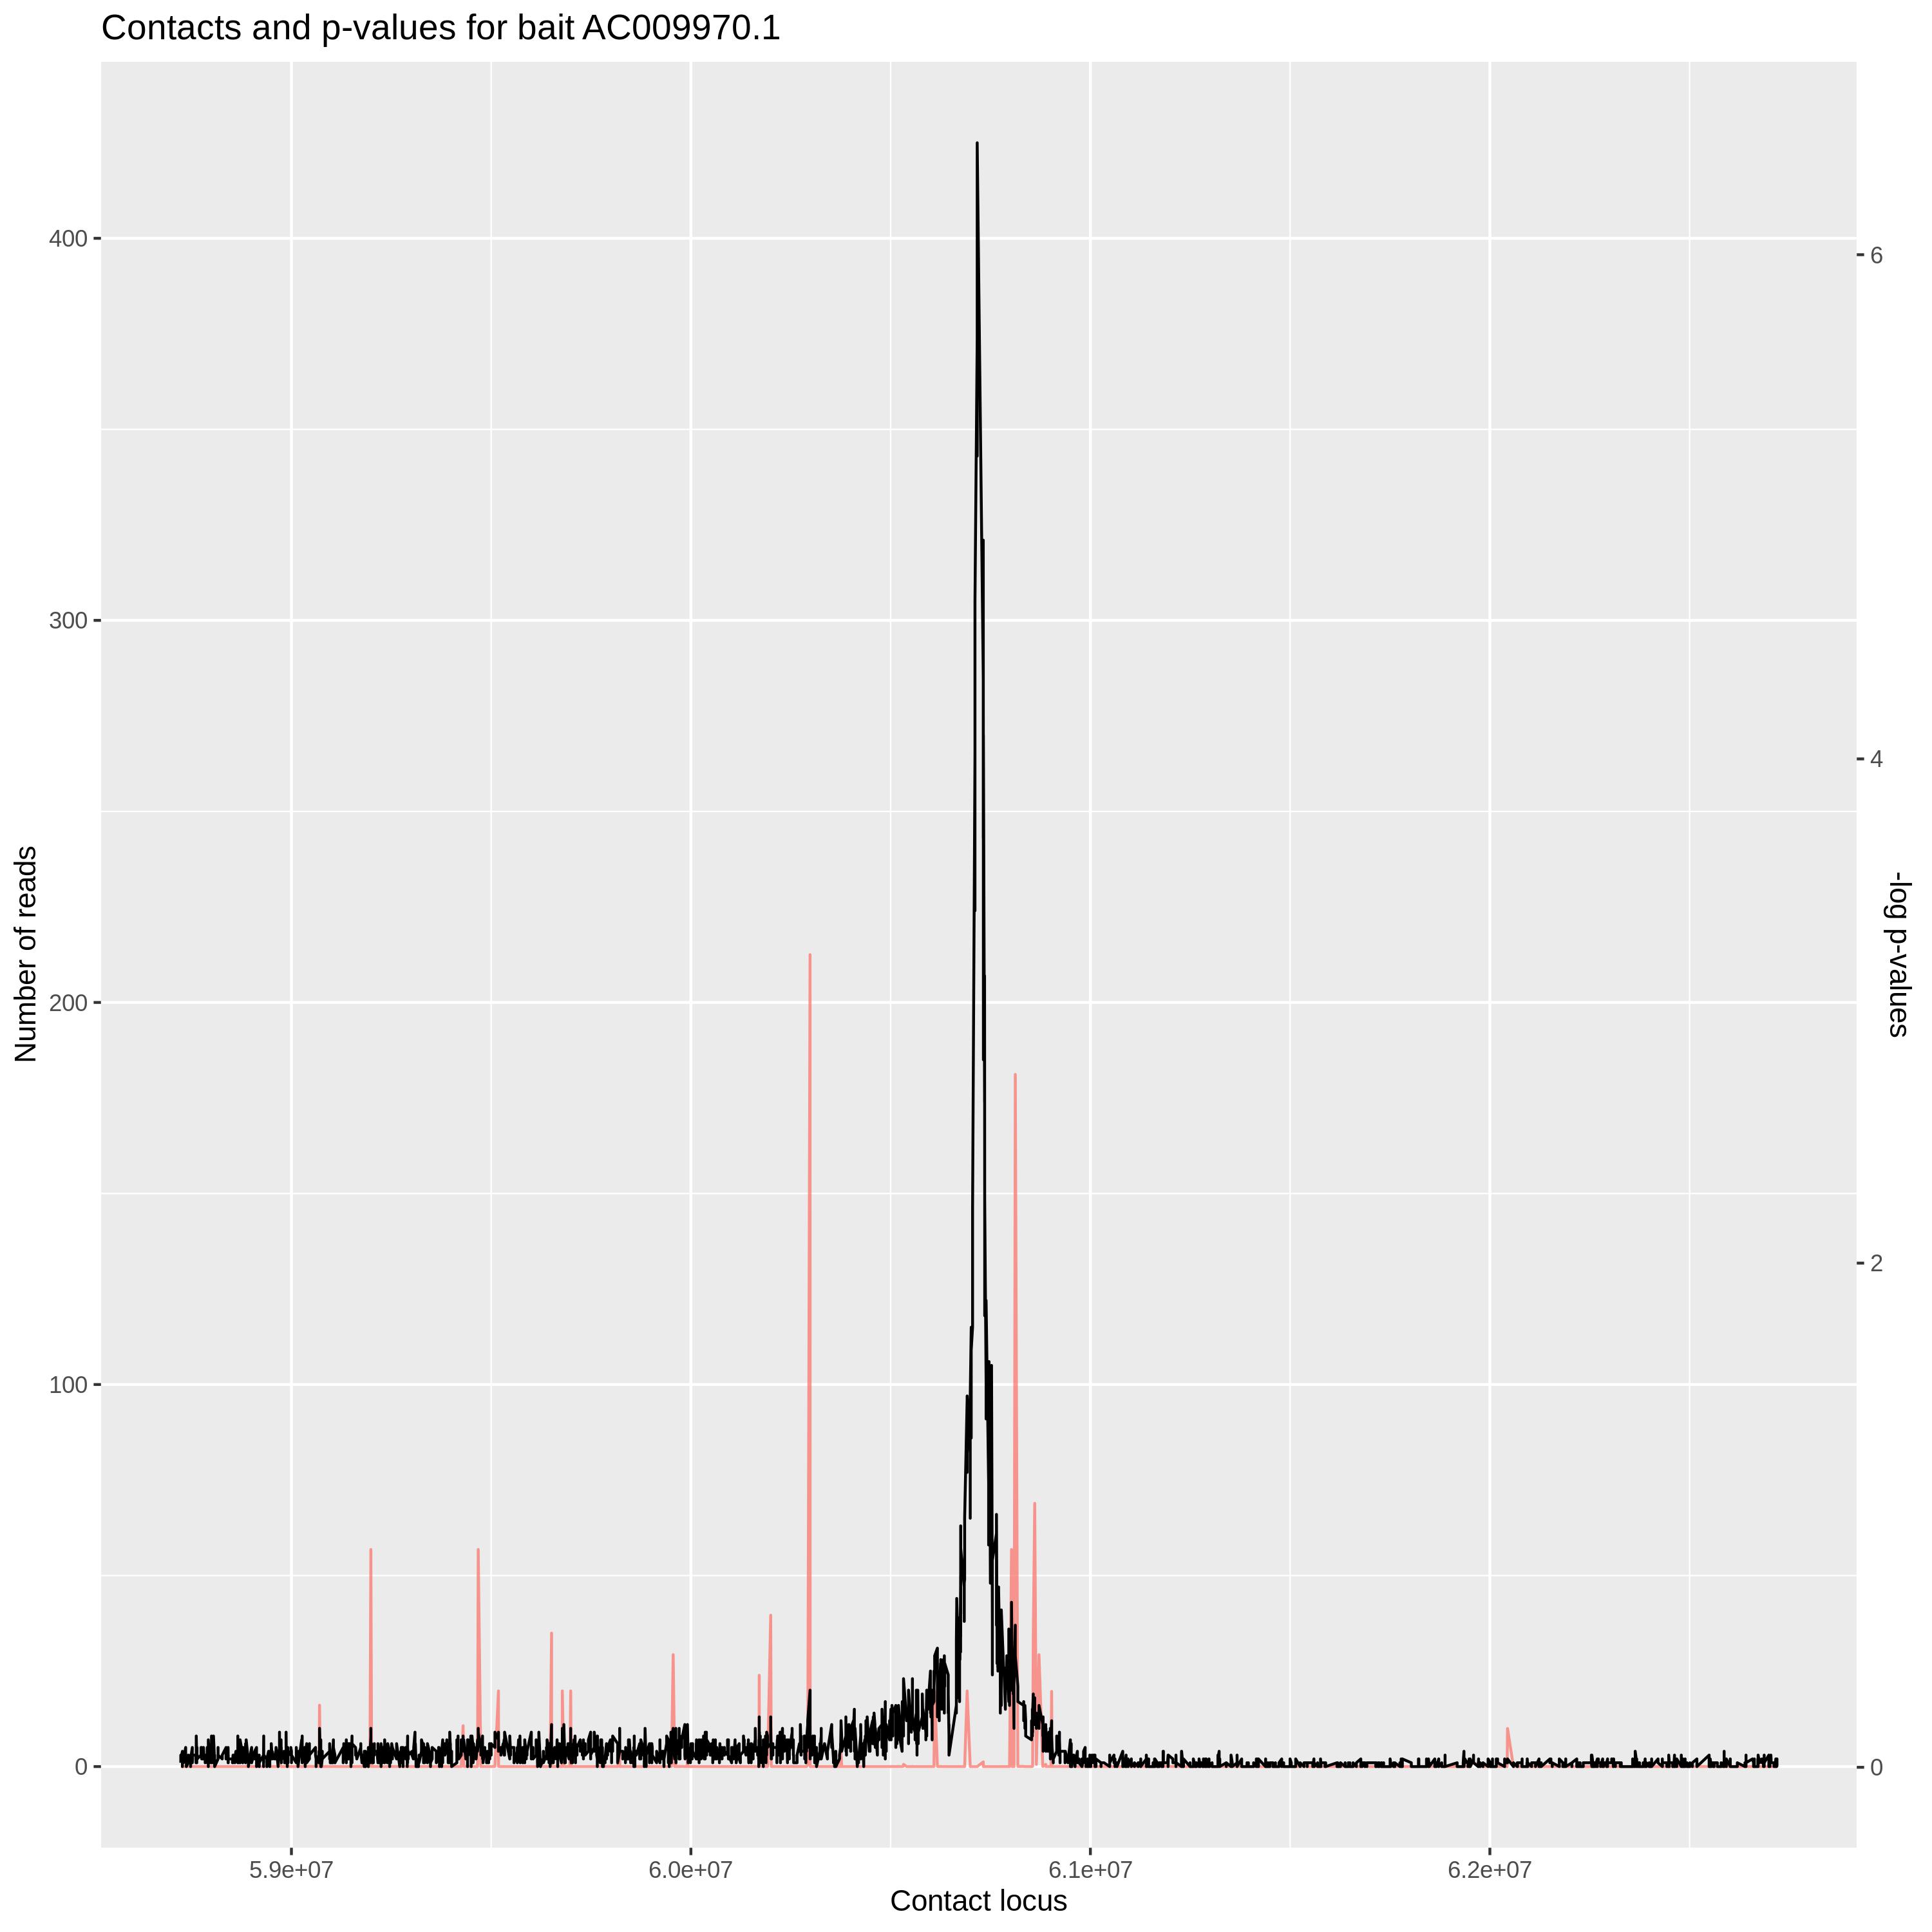 Contacts and p-values for bait AC009970.1
400
300
200
100
0
Number of reads
6
4
2
0
-log p-values
5.9e+07
6.0e+07
6.1e+07
6.2e+07
Contact locus